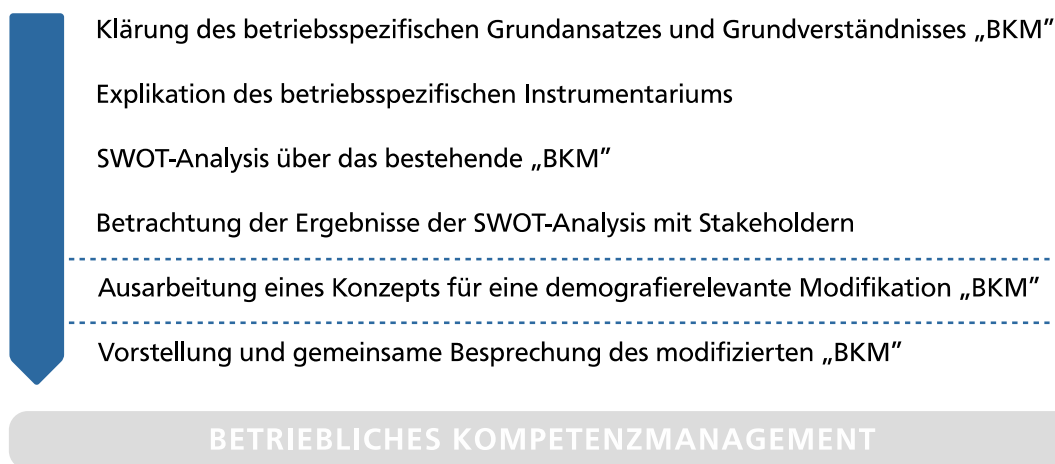 Klärung des betriebsspezifischen Grundansatzes und Grundverständnisses „BKM”
Explikation des betriebsspezifischen Instrumentariums
SWOT-Analysis über das bestehende „BKM”
Betrachtung der Ergebnisse der SWOT-Analysis mit Stakeholdern
Ausarbeitung eines Konzepts für eine demografierelevante Modifikation „BKM”
Vorstellung und gemeinsame Besprechung des modifizierten „BKM”
BETRIEBLICHES KOMPETENZMANAGEMENT